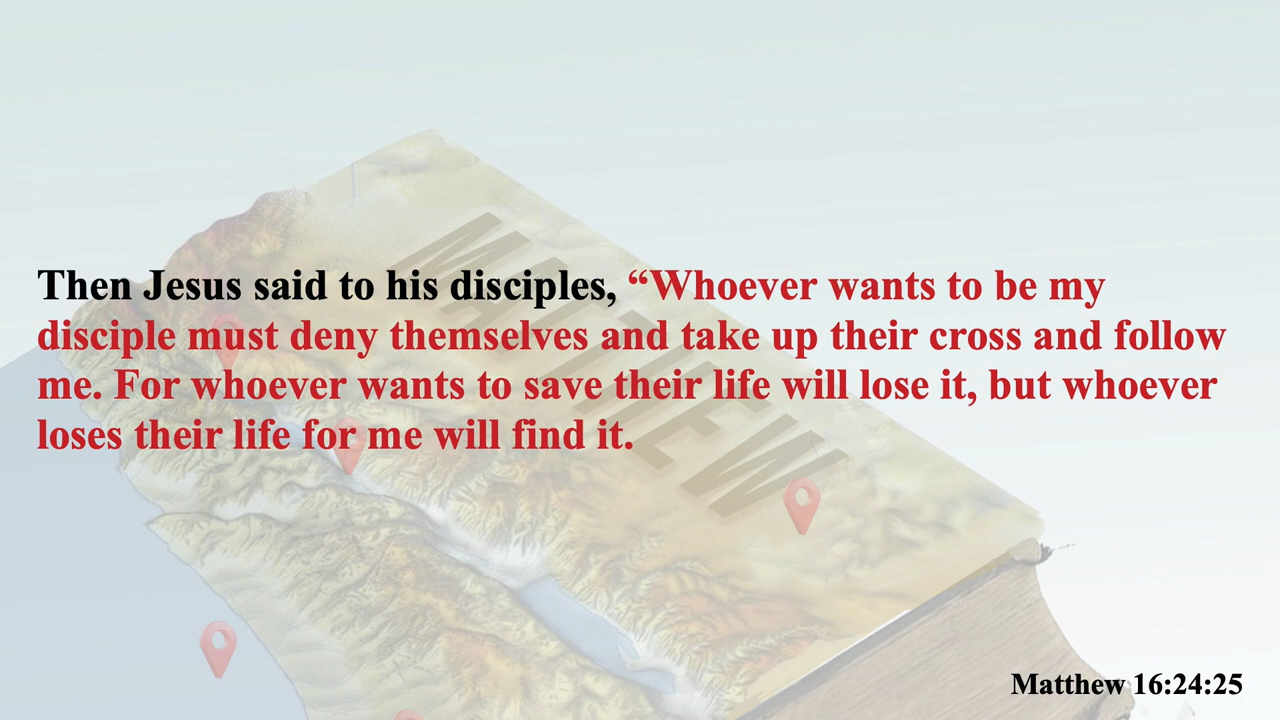 MATTHEW
Then Jesus said to his disciples, “Whoever wants to be my
disciple must deny themselves and take up their cross and follow
me. For whoever wants to save their life will lose it, but whoever
loses their life for me will find it.
Matthew 16:24:25